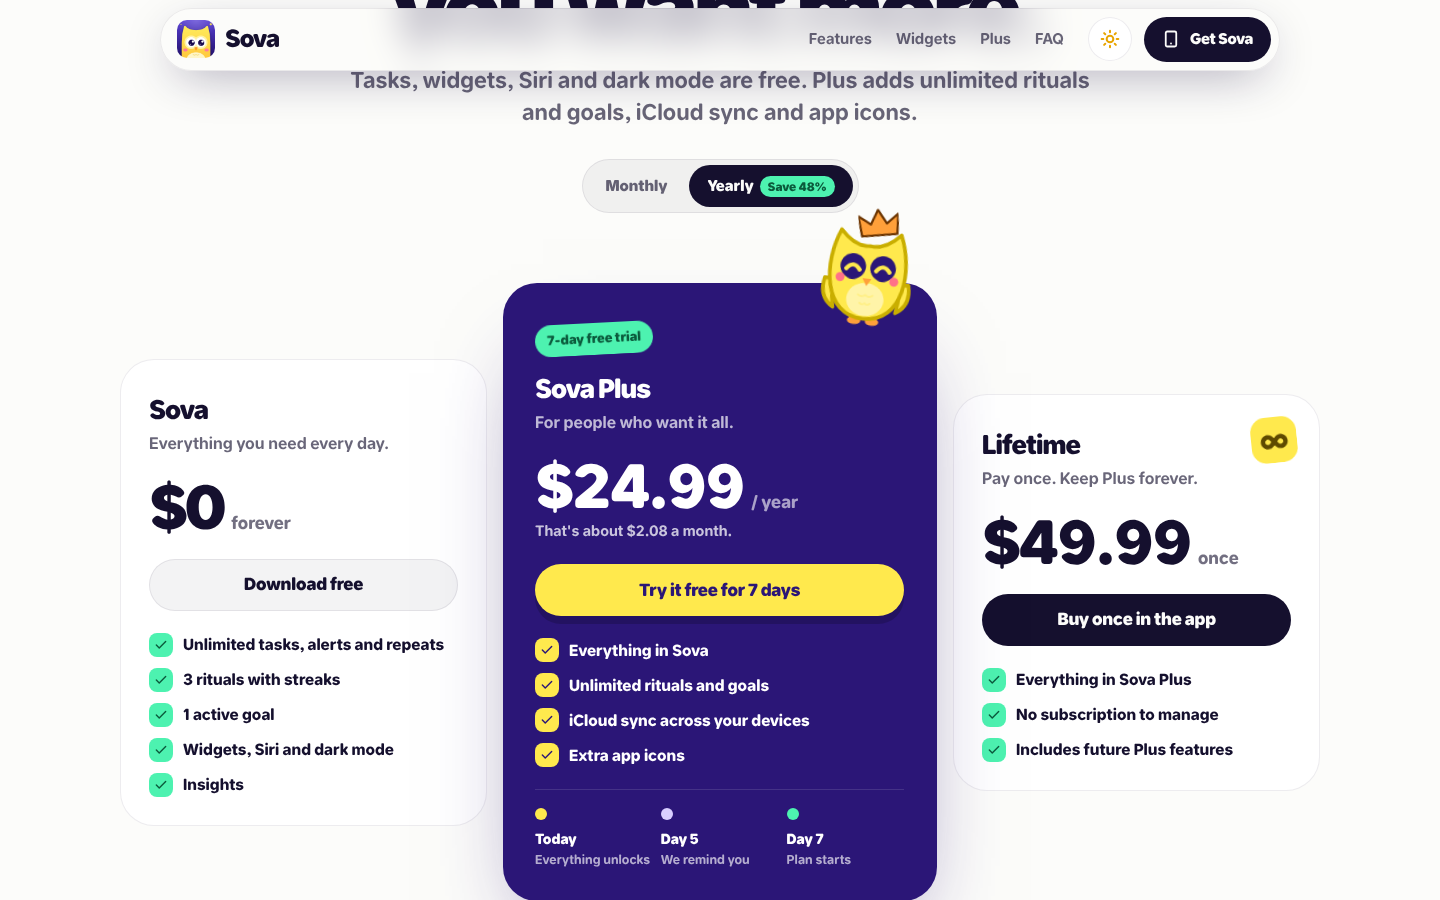 Sova
Features
Widgets
Plus
FAQ
Get Sova
you want more
Tasks, widgets, Siri and dark mode are free. Plus adds unlimited rituals
and goals, iCloud sync and app icons.
Monthly
Yearly
Save 48%
Sova
Everything you need every day.
$0 forever
Download free
Unlimited tasks, alerts and repeats
3 rituals with streaks
1 active goal
Widgets, Siri and dark mode
Insights
7-day free trial
Sova Plus
For people who want it all.
$24.99 / year
That's about $2.08 a month.
Try it free for 7 days
Everything in Sova
Unlimited rituals and goals
iCloud sync across your devices
Extra app icons
Today
Everything unlocks
Day 5
We remind you
Day 7
Plan starts
Lifetime
∞
Pay once. Keep Plus forever.
$49.99 once
Buy once in the app
Everything in Sova Plus
No subscription to manage
Includes future Plus features